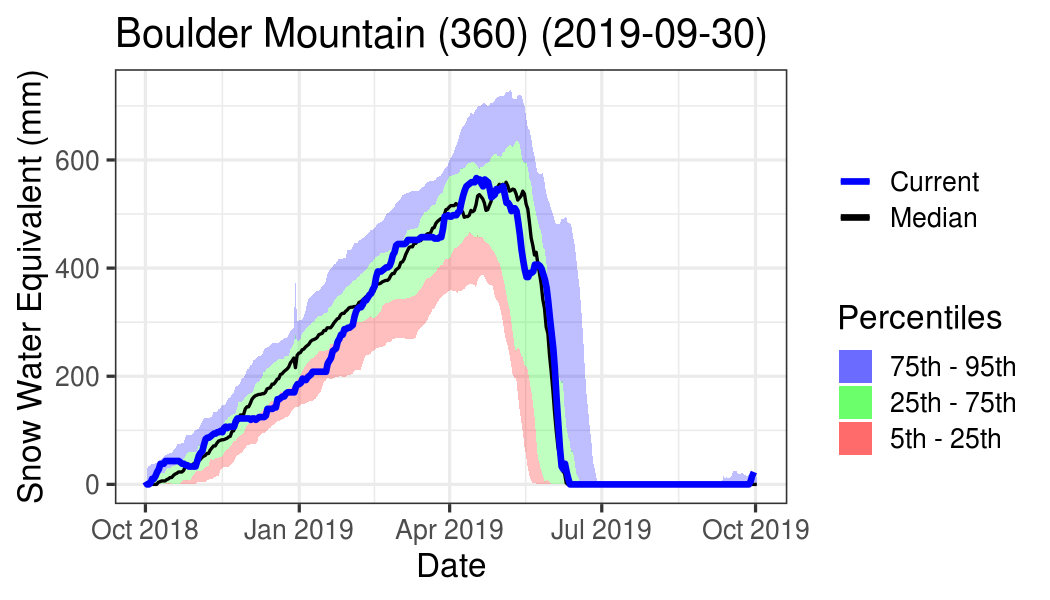 Boulder Mountain (360) (2019-09-30)
Snow Water Equivalent (mm)
600
400
200
0
Oct 2018
Jan 2019
Apr 2019
Jul 2019
Oct 2019
Date
Current
Median
Percentiles
75th - 95th
25th - 75th
5th - 25th